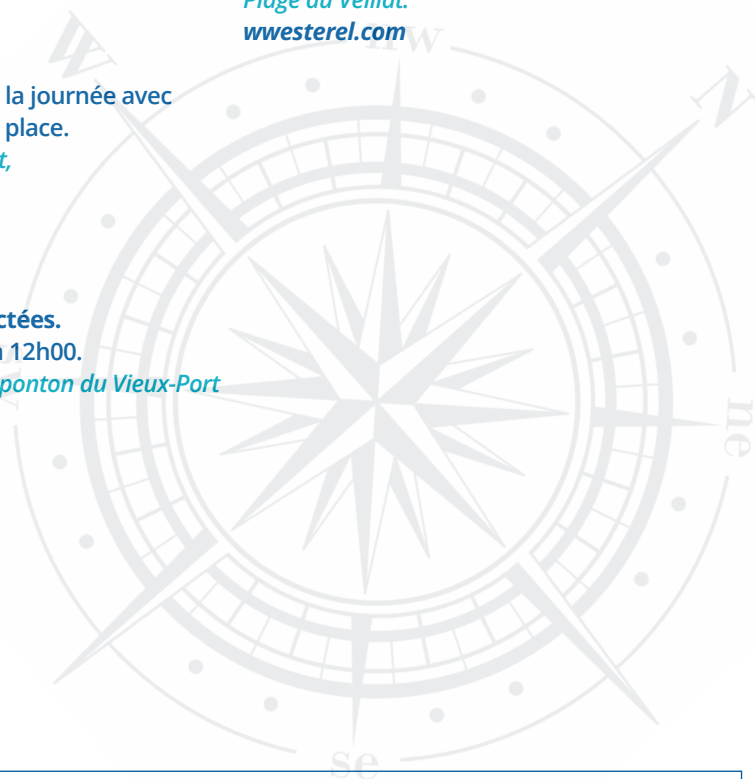 Plage du Veillat.
wwesterel.com
la journée avec
place.
t,
ctées.
12h00.
ponton du Vieux-Port
nw
W
N
ne
se